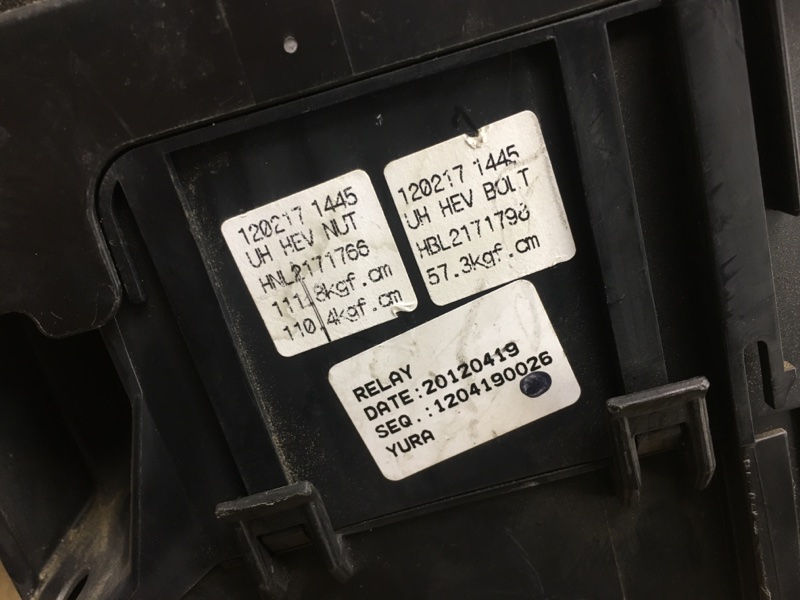 120217 1445
UH HEV NUT
HNL2171766
111.8kgf.cm
110.4kgf.cm
120217 1445
UH HEV BOLT
HBL2171798
57.3kgf.cm
RELAY
DATE:20120419
SEQ.:1204190026
YURA